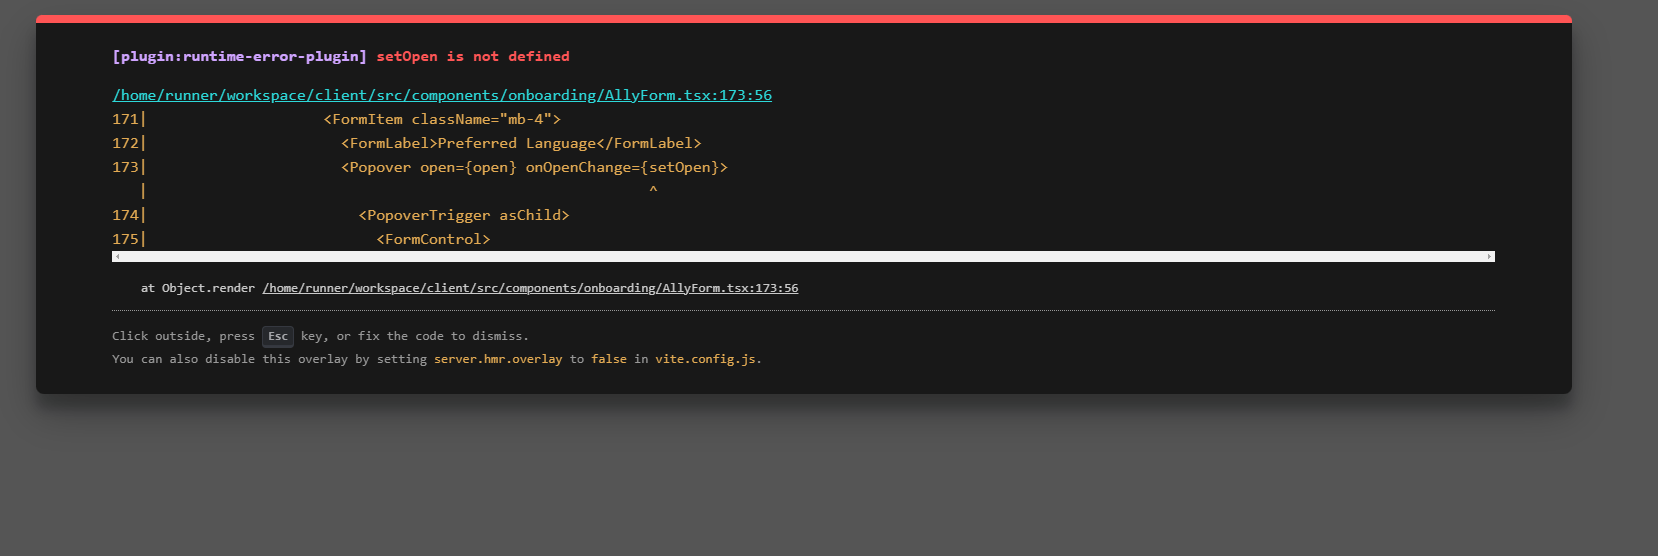 [plugin:runtime-error-plugin] setOpen is not defined
/home/runner/workspace/client/src/components/onboarding/AllyForm.tsx:173:56
171|                    <FormItem className="mb-4">
172|                      <FormLabel>Preferred Language</FormLabel>
173|                      <Popover open={open} onOpenChange={setOpen}>
   |                                                         ^
174|                        <PopoverTrigger asChild>
175|                          <FormControl>
at Object.render /home/runner/workspace/client/src/components/onboarding/AllyForm.tsx:173:56
Click outside, press Esc key, or fix the code to dismiss.
You can also disable this overlay by setting server.hmr.overlay to false in vite.config.js.